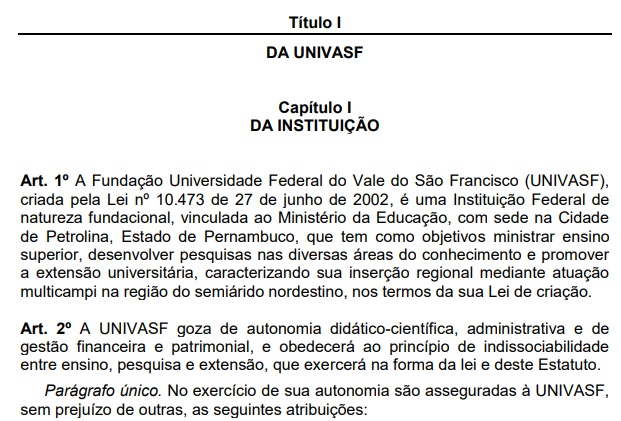 Título I
DA UNIVASF
Capítulo I
DA INSTITUIÇÃO
Art. 1º A Fundação Universidade Federal do Vale do São Francisco (UNIVASF),
criada pela Lei nº 10.473 de 27 de junho de 2002, é uma Instituição Federal de
natureza fundacional, vinculada ao Ministério da Educação, com sede na Cidade
de Petrolina, Estado de Pernambuco, que tem como objetivos ministrar ensino
superior, desenvolver pesquisas nas diversas áreas do conhecimento e promover
a extensão universitária, caracterizando sua inserção regional mediante atuação
multicampi na região do semiárido nordestino, nos termos da sua Lei de criação.
Art. 2º A UNIVASF goza de autonomia didático-científica, administrativa e de
gestão financeira e patrimonial, e obedecerá ao princípio de indissociabilidade
entre ensino, pesquisa e extensão, que exercerá na forma da lei e deste Estatuto.
Parágrafo único. No exercício de sua autonomia são asseguradas à UNIVASF,
sem prejuízo de outras, as seguintes atribuições: